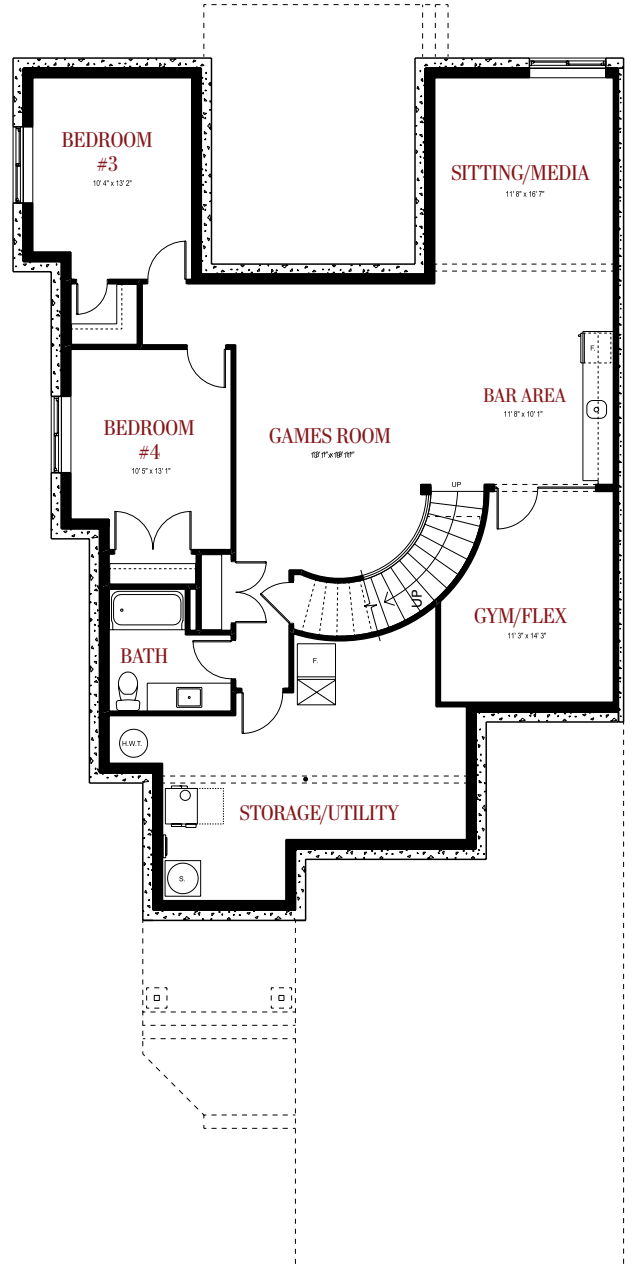 BEDROOM
#3
10' 4" x 13' 2"
SITTING/MEDIA
11' 8" x 16' 7"
F.
BAR AREA
11' 8" x 10' 1"
BEDROOM
#4
10' 5" x 13' 1"
GAMES ROOM
UP
UP
GYM/FLEX
11' 3" x 14' 3"
BATH
F.
H.W.T.
STORAGE/UTILITY
S.